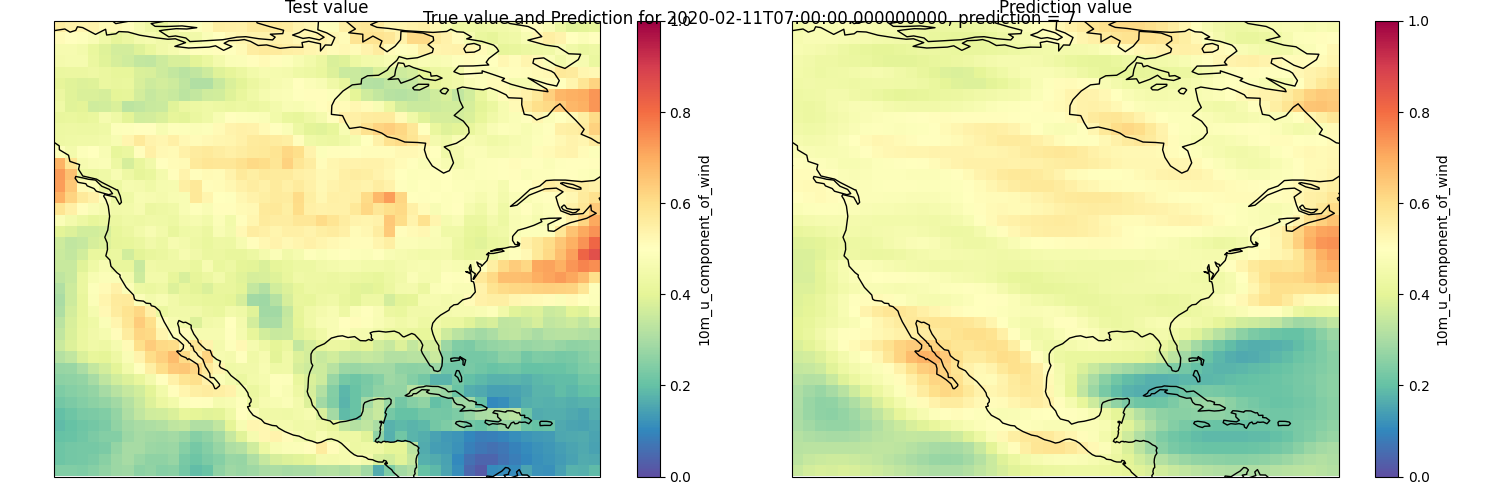 Test value
True value and Prediction for 2020-02-11T07:00:00.000000000, prediction = 7
Prediction value
1.0
0.8
0.6
0.4
0.2
0.0
10m_u_component_of_wind
1.0
0.8
0.6
0.4
0.2
0.0
10m_u_component_of_wind